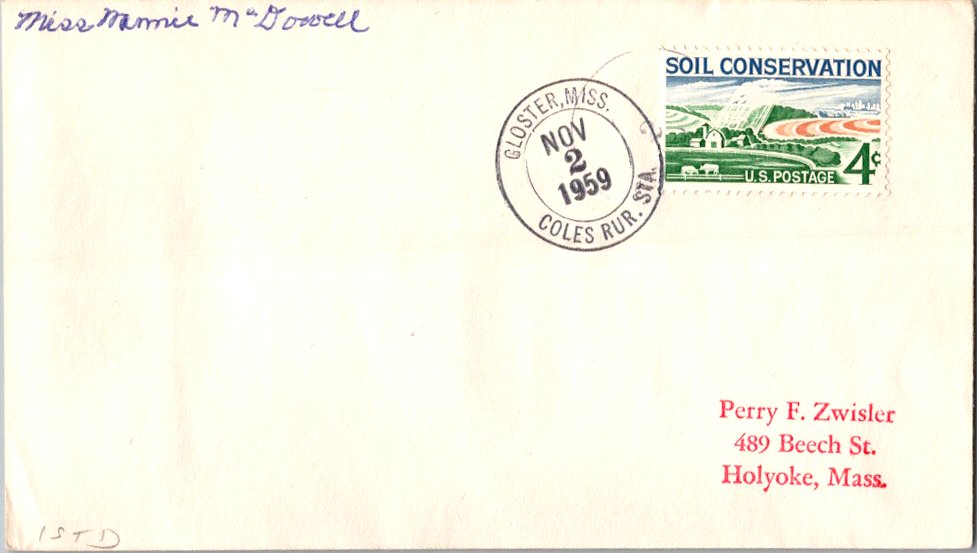 Miss Nannie McDowell
SOIL CONSERVATION
4¢
U.S. POSTAGE
GLOSTER, MISS.
NOV
2
1959
COLES RUR. STA.
Perry F. Zwisler
489 Beech St.
Holyoke, Mass.
1STD